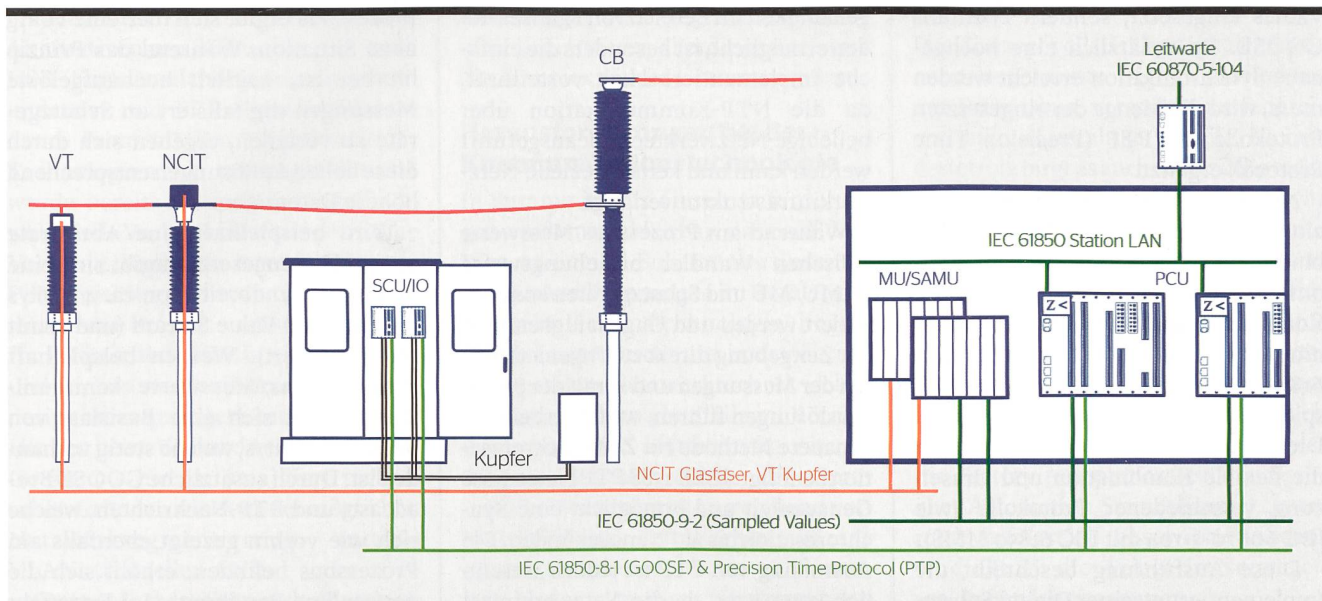 Leitwarte
IEC 60870-5-104
CB
VT
NCIT
IEC 61850 Station LAN
SCU/IO
MU/SAMU
PCU
Z>
Z<
Kupfer
NCIT Glasfaser, VT Kupfer
IEC 61850-9-2 (Sampled Values)
IEC 61850-8-1 (GOOSE) & Precision Time Protocol (PTP)